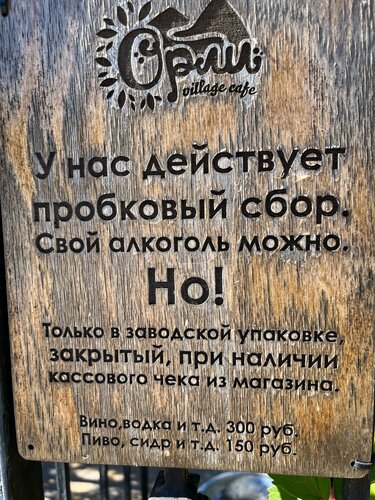 Орли
village cafe
У нас действует
пробковый сбор.
Свой алкоголь можно.
Но!
Только в заводской упаковке,
закрытый, при наличии
кассового чека из магазина.
Вино,водка и т.д. 300 руб.
Пиво, сидр и т.д. 150 руб.